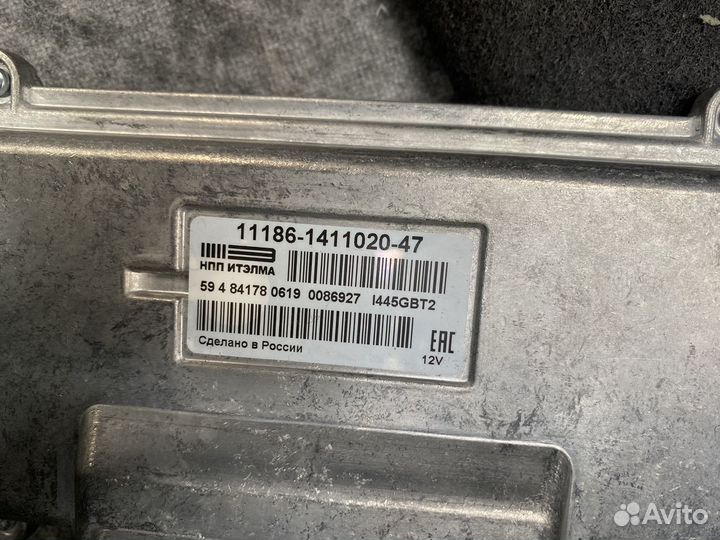 11186-1411020-47
НПП ИТЭЛМА
59 4 84178 0619 0086927 I445GBT2
Сделано в России
EAC
12V
Avito